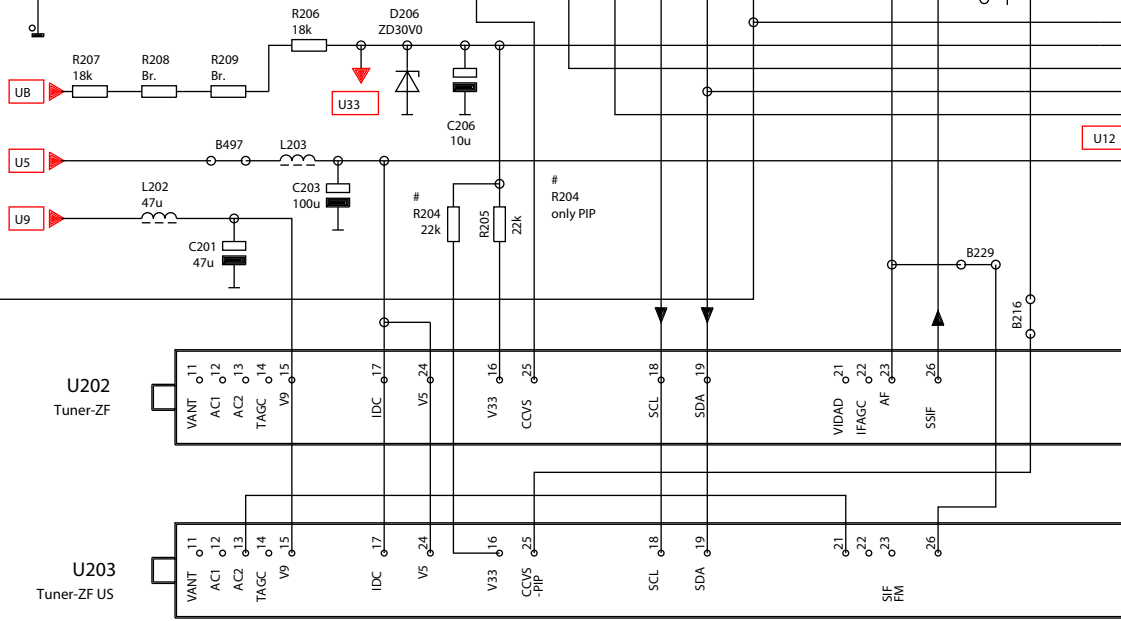 R206
18k
D206
ZD30V0
R207
18k
R208
Br.
R209
Br.
UB
U33
C206
10u
U12
B497
L203
U5
L202
47u
C203
100u
#
R204
22k
R205
22k
#
R204
only PIP
U9
C201
47u
B229
B216
U202
Tuner-ZF
11
12
13
14
15
17
24
16
25
18
19
21
22
23
26
VANT
AC1
AC2
TAGC
V9
IDC
V5
V33
CCVS
SCL
SDA
VIDAD
IFAGC
AF
SSIF
U203
Tuner-ZF US
11
12
13
14
15
17
24
16
25
18
19
21
22
23
26
VANT
AC1
AC2
TAGC
V9
IDC
V5
V33
CCVS
-PIP
SCL
SDA
SIF
FM